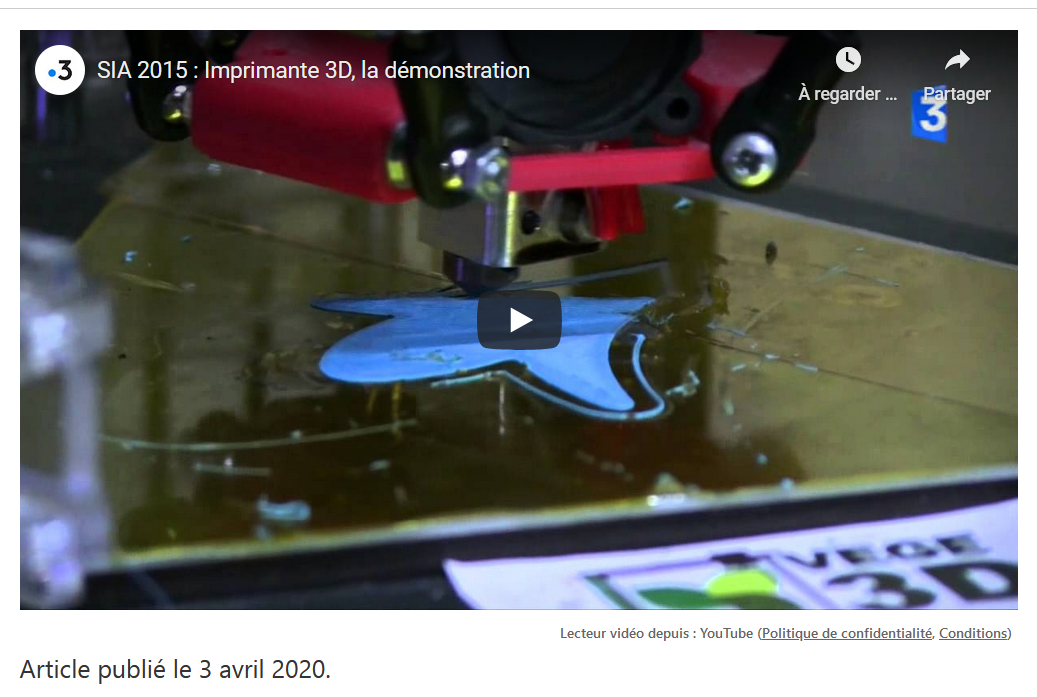 3
SIA 2015 : Imprimante 3D, la démonstration
À regarder ...
Partager
3
VEGE
3D
Lecteur vidéo depuis : YouTube (Politique de confidentialité, Conditions)
Article publié le 3 avril 2020.